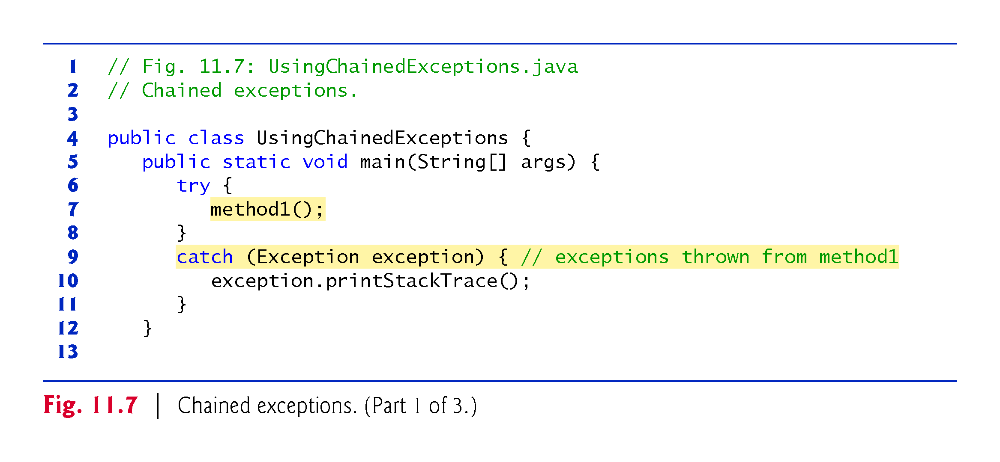 1 // Fig. 11.7: UsingChainedExceptions.java
2 // Chained exceptions.
3
4 public class UsingChainedExceptions {
5    public static void main(String[] args) {
6       try {
7          method1();
8       }
9       catch (Exception exception) { // exceptions thrown from method1
10          exception.printStackTrace();
11       }
12    }
13
Fig. 11.7 | Chained exceptions. (Part 1 of 3.)